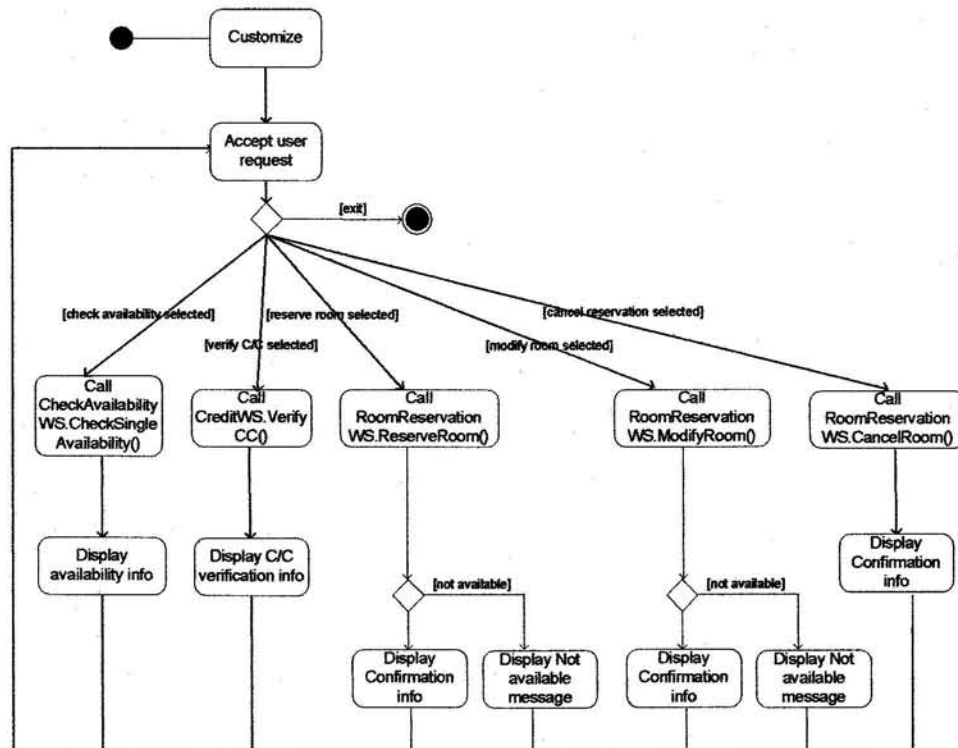 Customize
Accept user
request
[exit]
[check availability selected]
[verify C/C selected]
[reserve room selected]
[modify room selected]
[cancel reservation selected]
Call
CheckAvailability
WS.CheckSingle
Availability()
Call
CreditWS.Verify
CC()
Call
RoomReservation
WS.ReserveRoom()
Call
RoomReservation
WS.ModifyRoom()
Call
RoomReservation
WS.CancelRoom()
Display
availability info
Display C/C
verification info
Display
Confirmation
info
[not available]
[not available]
Display
Confirmation
info
Display Not
available
message
Display
Confirmation
info
Display Not
available
message